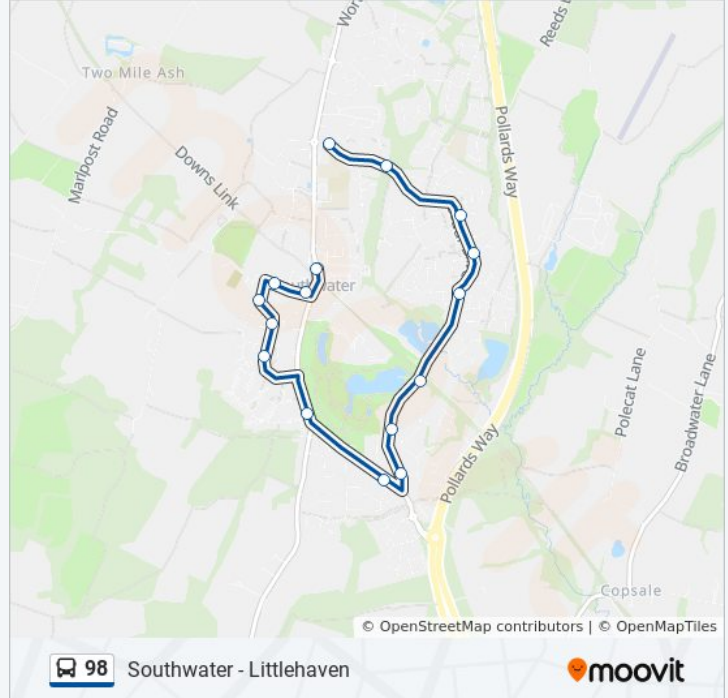 Two Mile Ash
Marlpost Road
Downs Link
Pollards Way
Polecat Lane
Broadwater Lane
Pollards Way
Copsale
© OpenStreetMap contributors | © OpenMapTiles
98 Southwater - Littlehaven
moovit